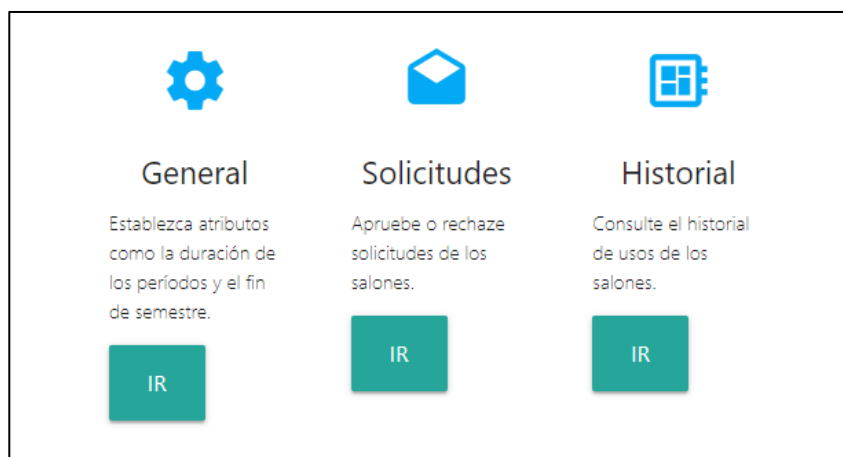 General
Establezca atributos
como la duración de
los períodos y el fin
de semestre.
IR
Solicitudes
Apruebe o rechaze
solicitudes de los
salones.
IR
Historial
Consulte el historial
de usos de los
salones.
IR